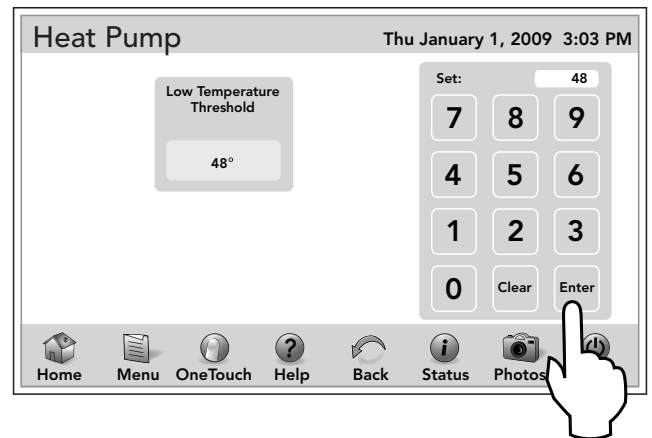 Heat Pump
Thu January 1, 2009 3:03 PM
Low Temperature
Threshold
48°
Set: 48
7 8 9
4 5 6
1 2 3
0 Clear Enter
Home Menu OneTouch Help Back Status Photos